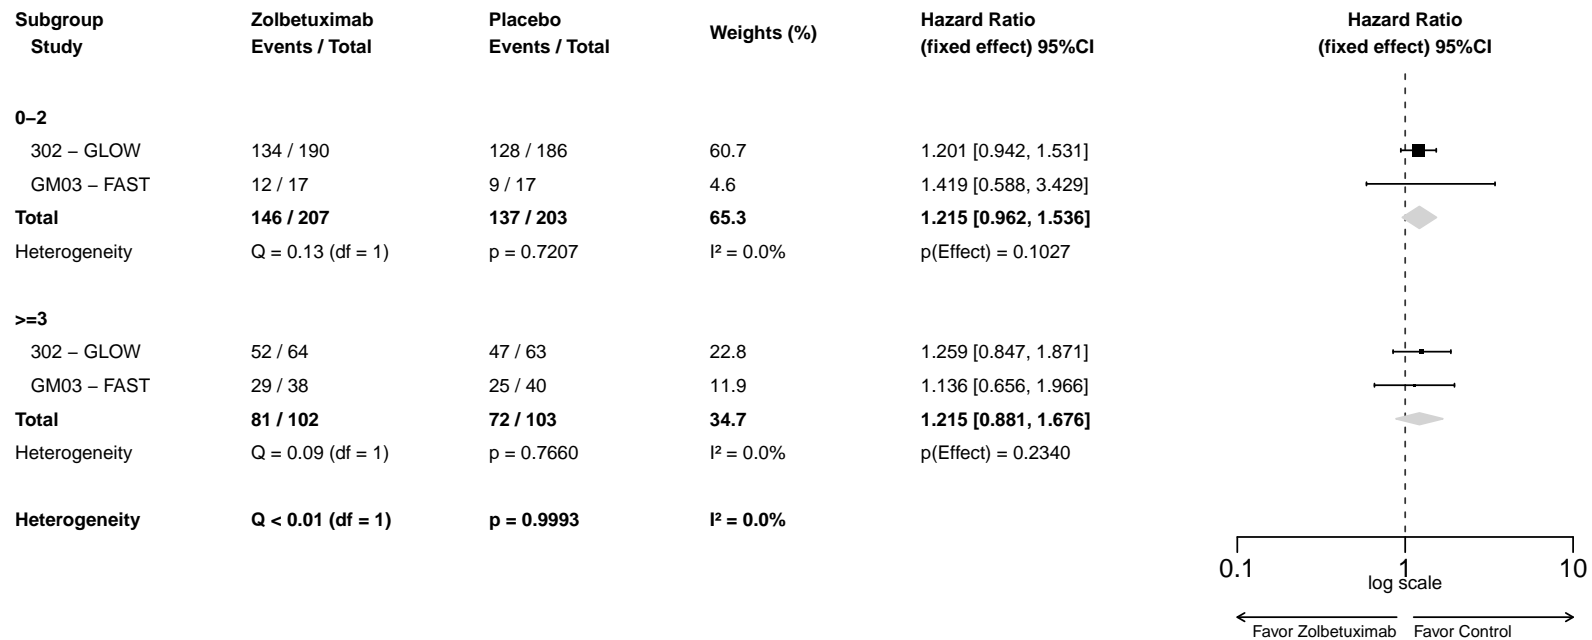 Subgroup Zolbetuximab Placebo Weights (%) Hazard Ratio Hazard Ratio
Study Events / Total Events / Total (fixed effect) 95%CI (fixed effect) 95%CI
0–2
302 – GLOW 134 / 190 128 / 186 60.7 1.201 [0.942, 1.531]
GM03 – FAST 12 / 17 9 / 17 4.6 1.419 [0.588, 3.429]
Total 146 / 207 137 / 203 65.3 1.215 [0.962, 1.536]
Heterogeneity Q = 0.13 (df = 1) p = 0.7207 I² = 0.0% p(Effect) = 0.1027
>=3
302 – GLOW 52 / 64 47 / 63 22.8 1.259 [0.847, 1.871]
GM03 – FAST 29 / 38 25 / 40 11.9 1.136 [0.656, 1.966]
Total 81 / 102 72 / 103 34.7 1.215 [0.881, 1.676]
Heterogeneity Q = 0.09 (df = 1) p = 0.7660 I² = 0.0% p(Effect) = 0.2340
Heterogeneity Q < 0.01 (df = 1) p = 0.9993 I² = 0.0%
0.1 1 10
log scale
Favor Zolbetuximab Favor Control